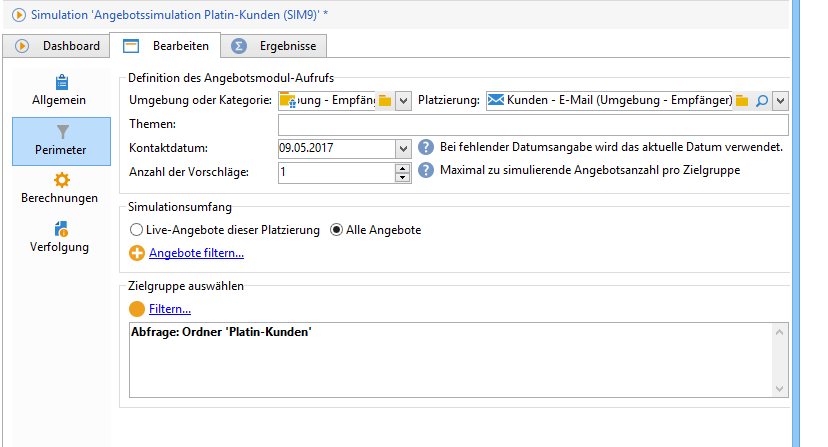 Simulation 'Angebotssimulation Platin-Kunden (SIM9)' *
Dashboard Bearbeiten Ergebnisse
Allgemein
Perimeter
Berechnungen
Verfolgung
Definition des Angebotsmodul-Aufrufs
Umgebung oder Kategorie: - Empfän Platzierung: Kunden - E-Mail (Umgebung - Empfänger)
Themen:
Kontaktdatum: 09.05.2017 ? Bei fehlender Datumsangabe wird das aktuelle Datum verwendet.
Anzahl der Vorschläge: 1 ? Maximal zu simulierende Angebotsanzahl pro Zielgruppe
Simulationsumfang
Live-Angebote dieser Platzierung Alle Angebote
Angebote filtern...
Zielgruppe auswählen
Filtern...
Abfrage: Ordner 'Platin-Kunden'